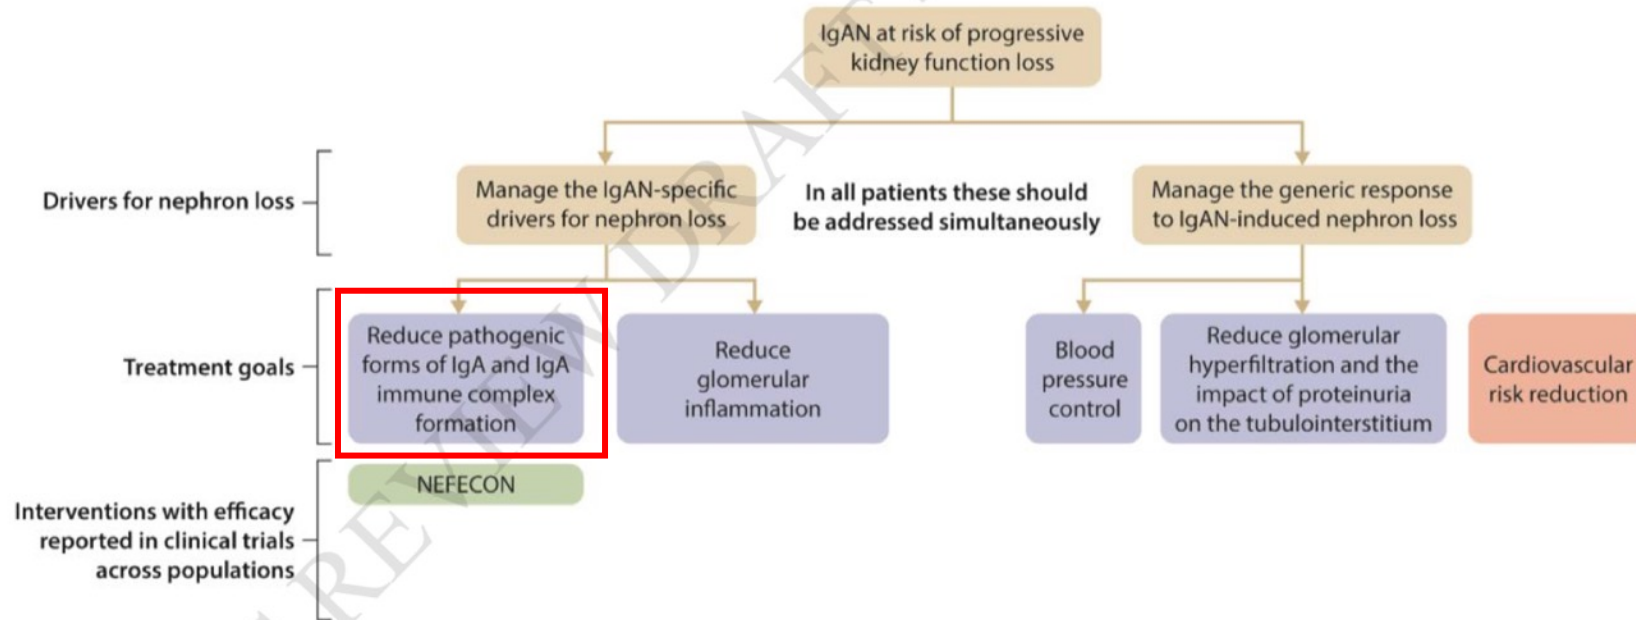 IgAN at risk of progressive
kidney function loss
Drivers for nephron loss
Manage the IgAN-specific
drivers for nephron loss
In all patients these should
be addressed simultaneously
Manage the generic response
to IgAN-induced nephron loss
Treatment goals
Reduce pathogenic
forms of IgA and IgA
immune complex
formation
Reduce
glomerular
inflammation
Blood
pressure
control
Reduce glomerular
hyperfiltration and the
impact of proteinuria
on the tubulointerstitium
Cardiovascular
risk reduction
Interventions with efficacy
reported in clinical trials
across populations
NEFECON
REVIEW DRAFT